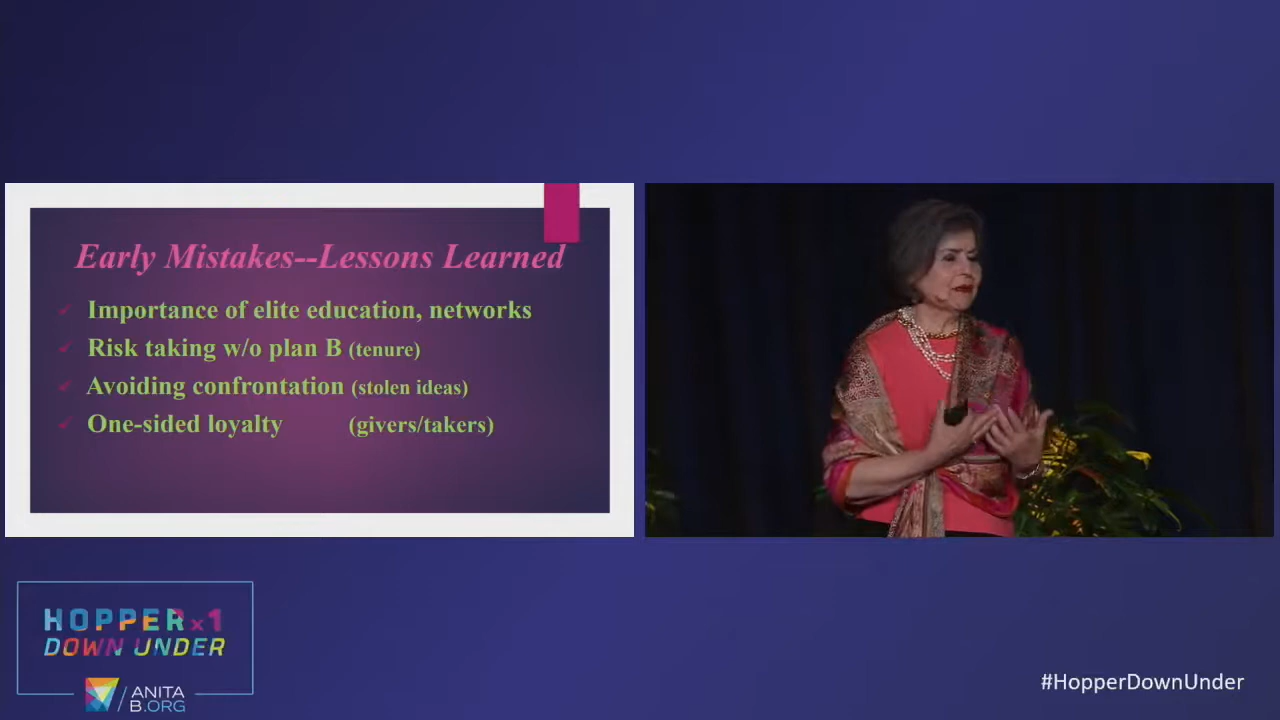 Early Mistakes--Lessons Learned
Importance of elite education, networks
Risk taking w/o plan B (tenure)
Avoiding confrontation (stolen ideas)
One-sided loyalty (givers/takers)
HOPPER x1
DOWN UNDER
ANITA
B.ORG
#HopperDownUnder